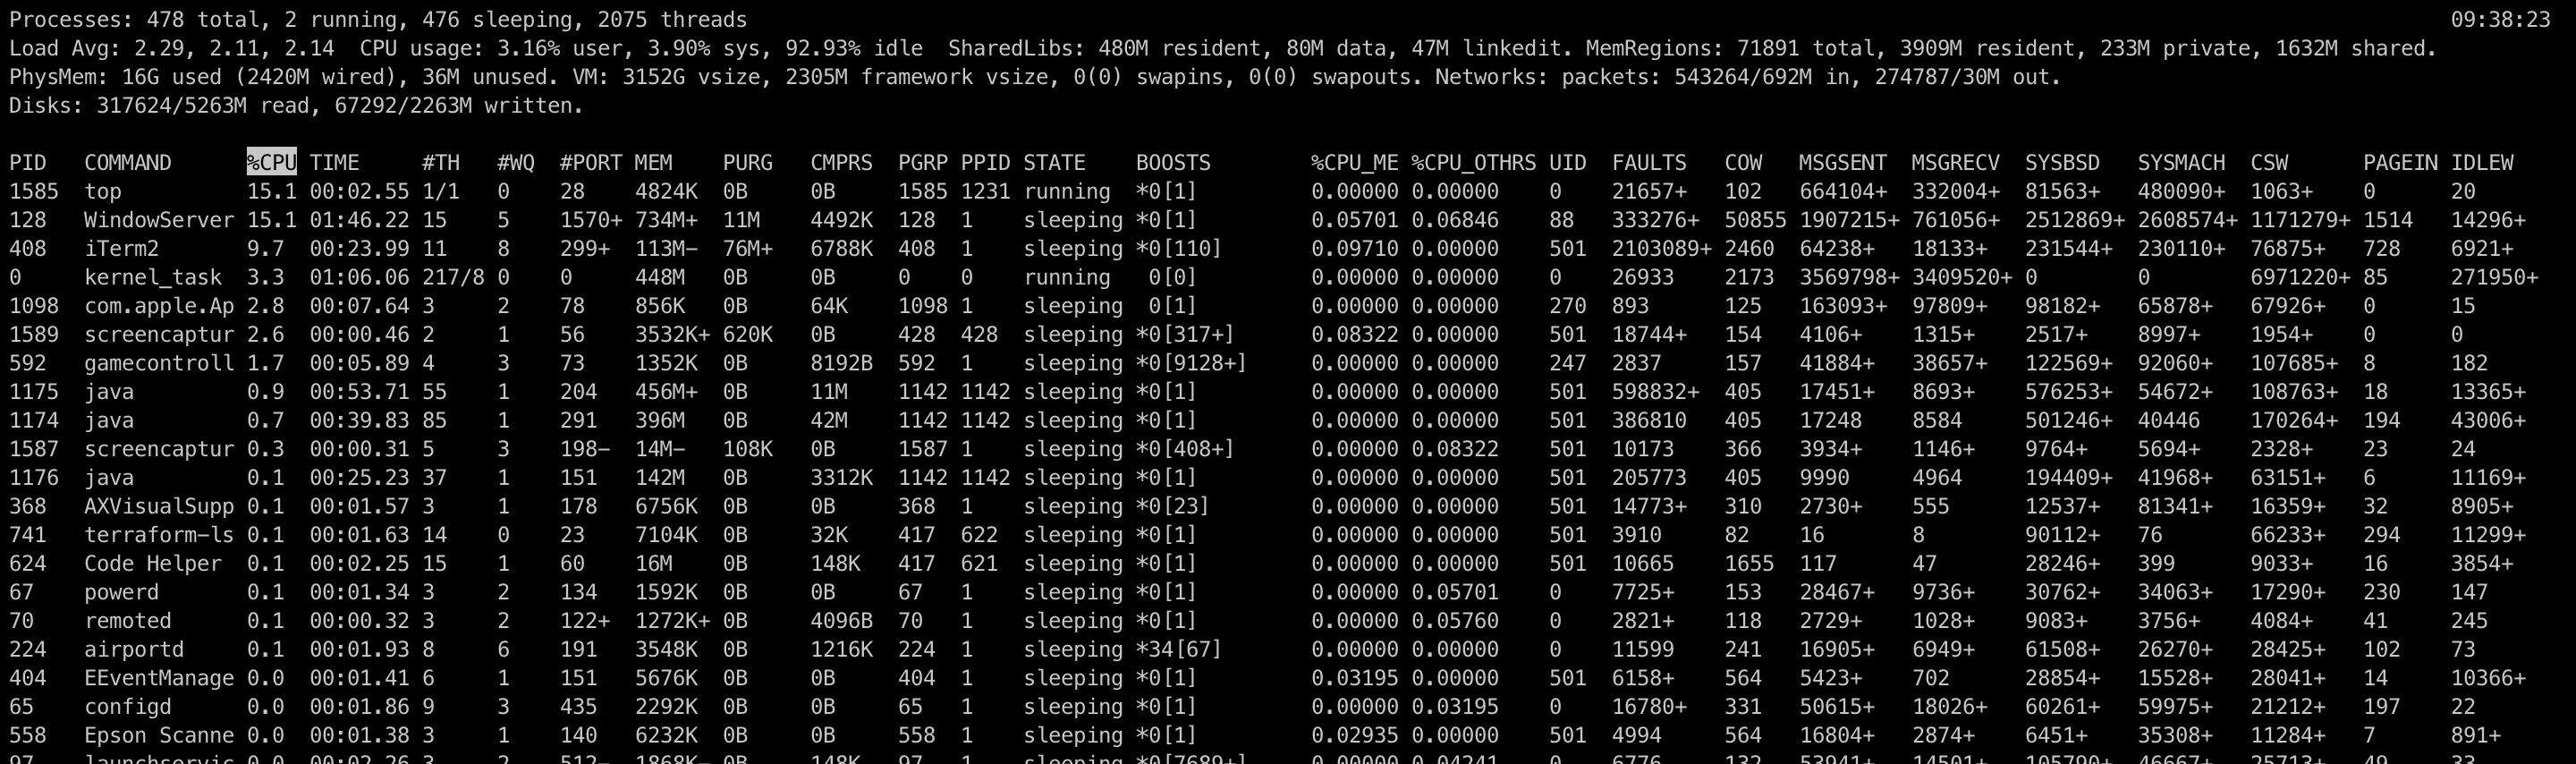 Processes: 478 total, 2 running, 476 sleeping, 2075 threads 09:38:23
Load Avg: 2.29, 2.11, 2.14 CPU usage: 3.16% user, 3.90% sys, 92.93% idle SharedLibs: 480M resident, 80M data, 47M linkedit. MemRegions: 71891 total, 3909M resident, 233M private, 1632M shared.
PhysMem: 16G used (2420M wired), 36M unused. VM: 3152G vsize, 2305M framework vsize, 0(0) swapins, 0(0) swapouts. Networks: packets: 543264/692M in, 274787/30M out.
Disks: 317624/5263M read, 67292/2263M written.
PID COMMAND %CPU TIME #TH #WQ #PORT MEM PURG CMPRS PGRP PPID STATE BOOSTS %CPU_ME %CPU_OTHRS UID FAULTS COW MSGSENT MSGRECV SYSBSD SYSMACH CSW PAGEIN IDLEW
1585 top 15.1 00:02.55 1/1 0 28 4824K 0B 0B 1585 1231 running *0[1] 0.00000 0.00000 0 21657+ 102 664104+ 332004+ 81563+ 480090+ 1063+ 0 20
128 WindowServer 15.1 01:46.22 15 5 1570+ 734M+ 11M 4492K 128 1 sleeping *0[1] 0.05701 0.06846 88 333276+ 50855 1907215+ 761056+ 2512869+ 2608574+ 1171279+ 1514 14296+
408 iTerm2 9.7 00:23.99 11 8 299+ 113M- 76M+ 6788K 408 1 sleeping *0[110] 0.09710 0.00000 501 2103089+ 2460 64238+ 18133+ 231544+ 230110+ 76875+ 728 6921+
0 kernel_task 3.3 01:06.06 217/8 0 0 448M 0B 0B 0 0 running 0[0] 0.00000 0.00000 0 26933 2173 3569798+ 3409520+ 0 0 6971220+ 85 271950+
1098 com.apple.Ap 2.8 00:07.64 3 2 78 856K 0B 64K 1098 1 sleeping 0[1] 0.00000 0.00000 270 893 125 163093+ 97809+ 98182+ 65878+ 67926+ 0 15
1589 screencaptur 2.6 00:00.46 2 1 56 3532K+ 620K 0B 428 428 sleeping *0[317+] 0.08322 0.00000 501 18744+ 154 4106+ 1315+ 2517+ 8997+ 1954+ 0 0
592 gamecontroll 1.7 00:05.89 4 3 73 1352K 0B 8192B 592 1 sleeping *0[9128+] 0.00000 0.00000 247 2837 157 41884+ 38657+ 122569+ 92060+ 107685+ 8 182
1175 java 0.9 00:53.71 55 1 204 456M+ 0B 11M 1142 1142 sleeping *0[1] 0.00000 0.00000 501 598832+ 405 17451+ 8693+ 576253+ 54672+ 108763+ 18 13365+
1174 java 0.7 00:39.83 85 1 291 396M 0B 42M 1142 1142 sleeping *0[1] 0.00000 0.00000 501 386810 405 17248 8584 501246+ 40446 170264+ 194 43006+
1587 screencaptur 0.3 00:00.31 5 3 198- 14M- 108K 0B 1587 1 sleeping *0[408+] 0.00000 0.08322 501 10173 366 3934+ 1146+ 9764+ 5694+ 2328+ 23 24
1176 java 0.1 00:25.23 37 1 151 142M 0B 3312K 1142 1142 sleeping *0[1] 0.00000 0.00000 501 205773 405 9990 4964 194409+ 41968+ 63151+ 6 11169+
368 AXVisualSupp 0.1 00:01.57 3 1 178 6756K 0B 0B 368 1 sleeping *0[23] 0.00000 0.00000 501 14773+ 310 2730+ 555 12537+ 81341+ 16359+ 32 8905+
741 terraform-ls 0.1 00:01.63 14 0 23 7104K 0B 32K 417 622 sleeping *0[1] 0.00000 0.00000 501 3910 82 16 8 90112+ 76 66233+ 294 11299+
624 Code Helper 0.1 00:02.25 15 1 60 16M 0B 148K 417 621 sleeping *0[1] 0.00000 0.00000 501 10665 1655 117 47 28246+ 399 9033+ 16 3854+
67 powerd 0.1 00:01.34 3 2 134 1592K 0B 0B 67 1 sleeping *0[1] 0.00000 0.05701 0 7725+ 153 28467+ 9736+ 30762+ 34063+ 17290+ 230 147
70 remoted 0.1 00:00.32 3 2 122+ 1272K+ 0B 4096B 70 1 sleeping *0[1] 0.00000 0.05760 0 2821+ 118 2729+ 1028+ 9083+ 3756+ 4084+ 41 245
224 airportd 0.1 00:01.93 8 6 191 3548K 0B 1216K 224 1 sleeping *34[67] 0.00000 0.00000 0 11599 241 16905+ 6949+ 61508+ 26270+ 28425+ 102 73
404 EEventManage 0.0 00:01.41 6 1 151 5676K 0B 0B 404 1 sleeping *0[1] 0.03195 0.00000 501 6158+ 564 5423+ 702 28854+ 15528+ 28041+ 14 10366+
65 configd 0.0 00:01.86 9 3 435 2292K 0B 0B 65 1 sleeping *0[1] 0.00000 0.03195 0 16780+ 331 50615+ 18026+ 60261+ 59975+ 21212+ 197 22
558 Epson Scanne 0.0 00:01.38 3 1 140 6232K 0B 0B 558 1 sleeping *0[1] 0.02935 0.00000 501 4994 564 16804+ 2874+ 6451+ 35308+ 11284+ 7 891+
97 launchservic 0.0 00:02.26 3 2 512- 1868K- 0B 148K 97 1 sleeping *0[7689+] 0.00000 0.04241 0 6776 132 53941+ 14501+ 105790+ 46667+ 25713+ 49 33